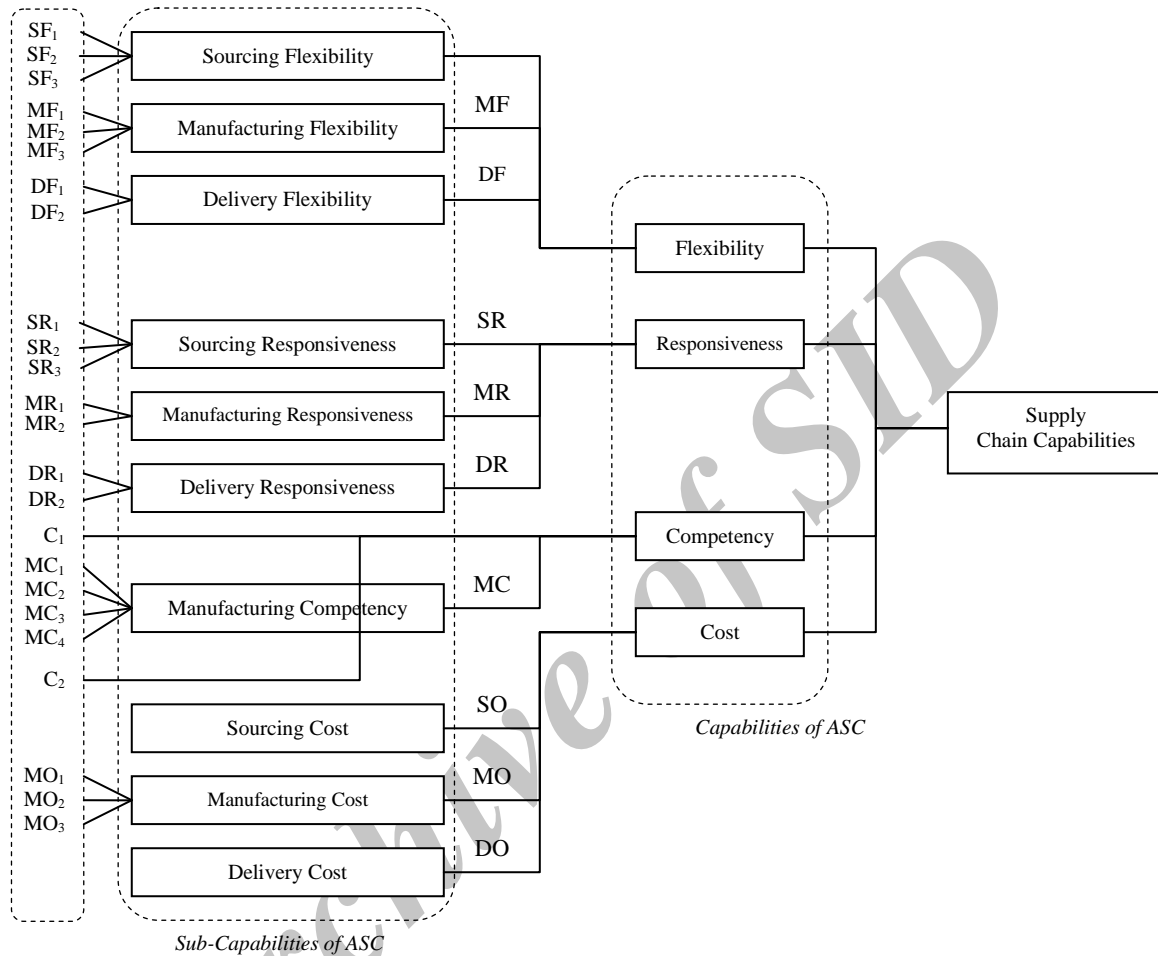 SF₁
SF₂
SF₃
Sourcing Flexibility
MF₁
MF₂
MF₃
Manufacturing Flexibility
MF
DF₁
DF₂
Delivery Flexibility
DF
Flexibility
SR₁
SR₂
SR₃
Sourcing Responsiveness
SR
Responsiveness
MR₁
MR₂
Manufacturing Responsiveness
MR
Supply
Chain Capabilities
DR₁
DR₂
Delivery Responsiveness
DR
C₁
Competency
MC₁
MC₂
MC₃
MC₄
Manufacturing Competency
MC
Cost
C₂
Sourcing Cost
SO
Capabilities of ASC
MO₁
MO₂
MO₃
Manufacturing Cost
MO
Delivery Cost
DO
Sub-Capabilities of ASC
Archive of SID